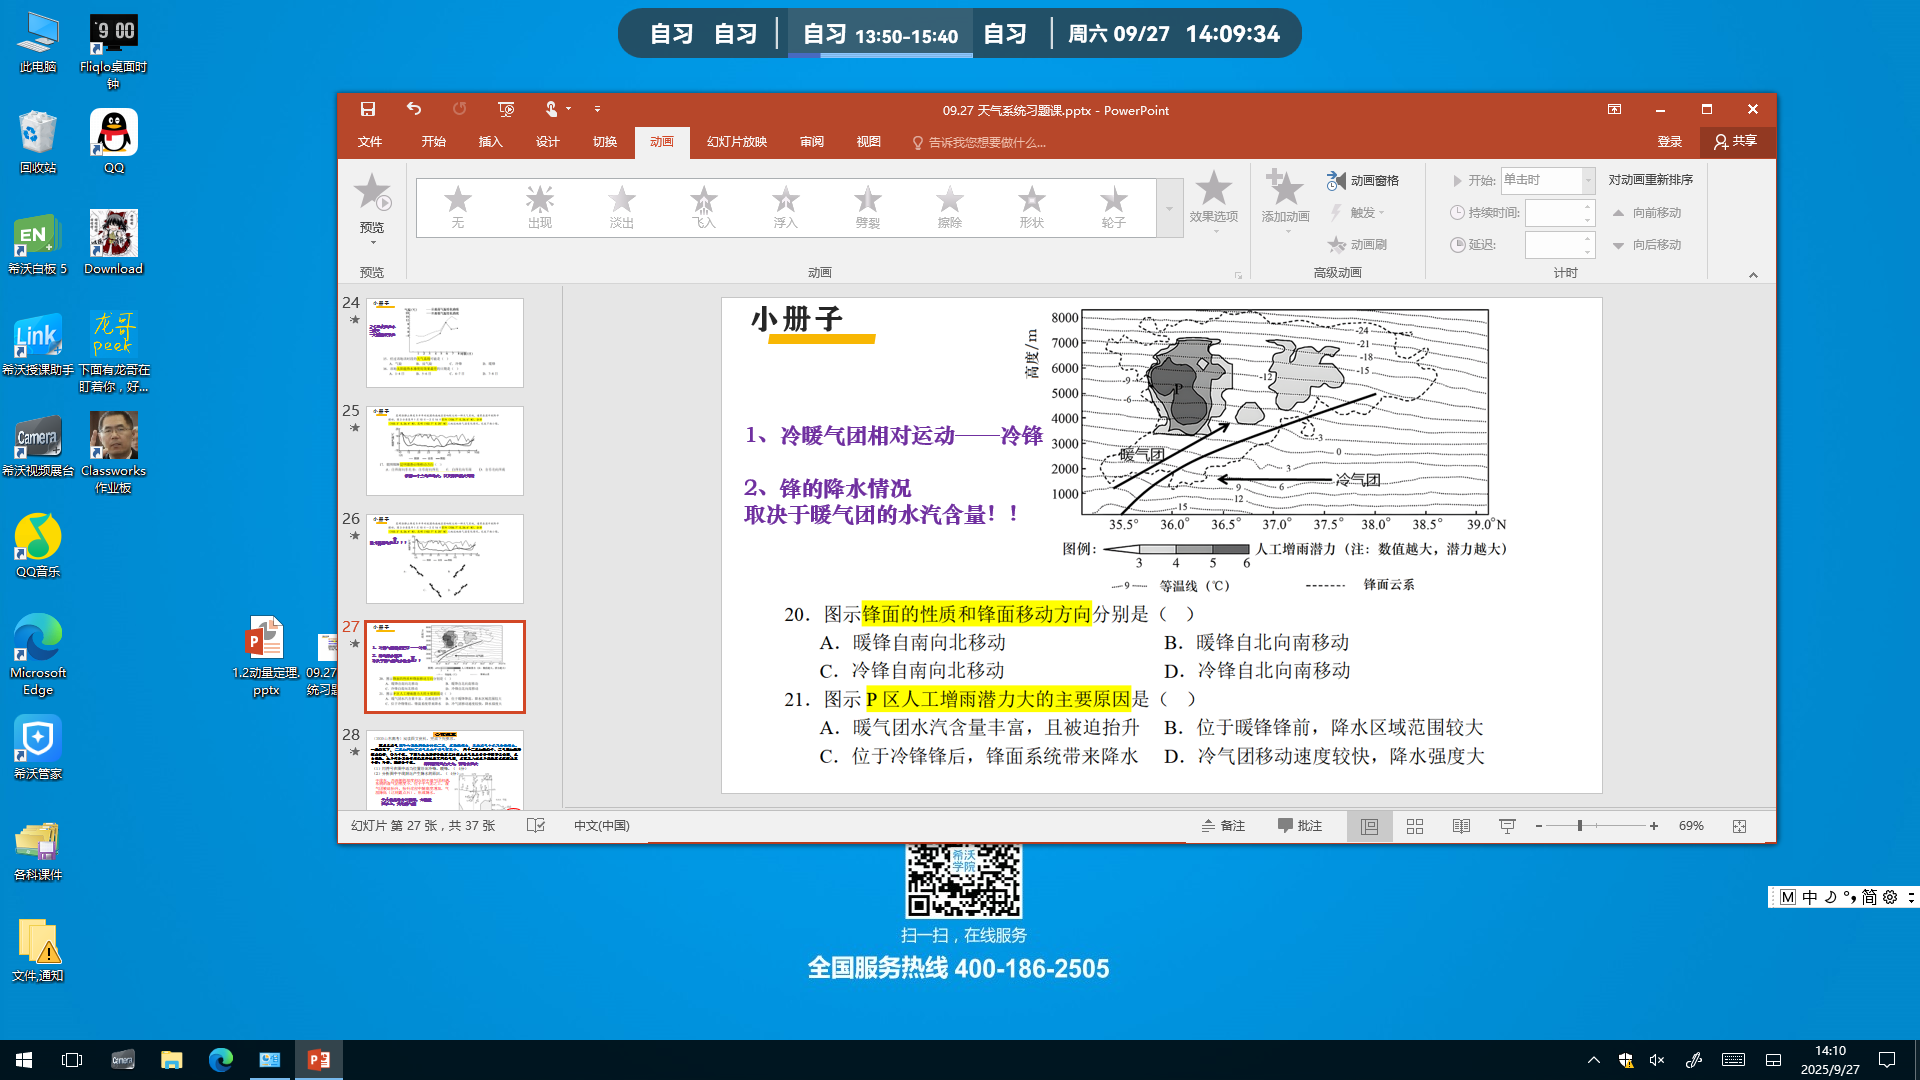 自习 自习 自习 13:50-15:40 自习 周六 09/27 14:09:34
此电脑
Fliqlo桌面时钟
回收站
QQ
希沃白板 5
Download
希沃授课助手
下面有龙哥在盯着你，好...
希沃视频展台
Classworks作业板
QQ音乐
Microsoft Edge
希沃管家
各科课件
文件,通知
1.2动量定理.pptx
09.27
统习题
09.27 天气系统习题课.pptx - PowerPoint
文件 开始 插入 设计 切换 动画 幻灯片放映 审阅 视图 告诉我您想要做什么...
登录 共享
预览
无 出现 淡出 飞入 浮入 劈裂 擦除 形状 轮子
效果选项 添加动画
动画窗格
触发
动画刷
开始: 单击时
持续时间:
延迟:
对动画重新排序
向前移动
向后移动
预览 动画 高级动画 计时
24
25
26
27
28
小册子
1、冷暖气团相对运动——冷锋
2、锋的降水情况
取决于暖气团的水汽含量！！
高度/m
8000
7000
6000
5000
4000
3000
2000
1000
-24
-21
-18
-15
-12
-9
-6
P
-3
0
3
6
9
12
15
暖气团
冷气团
35.5° 36.0° 36.5° 37.0° 37.5° 38.0° 38.5° 39.0°N
图例： 3 4 5 6 人工增雨潜力（注：数值越大，潜力越大）
9 等温线（℃） 锋面云系
20．图示锋面的性质和锋面移动方向分别是（ ）
A．暖锋自南向北移动 B．暖锋自北向南移动
C．冷锋自南向北移动 D．冷锋自北向南移动
21．图示 P 区人工增雨潜力大的主要原因是（ ）
A．暖气团水汽含量丰富，且被迫抬升 B．位于暖锋锋前，降水区域范围较大
C．位于冷锋锋后，锋面系统带来降水 D．冷气团移动速度较快，降水强度大
幻灯片 第 27 张，共 37 张 中文(中国) 备注 批注 69%
希沃学院
扫一扫，在线服务
全国服务热线 400-186-2505
M 中 简
14:10
2025/9/27